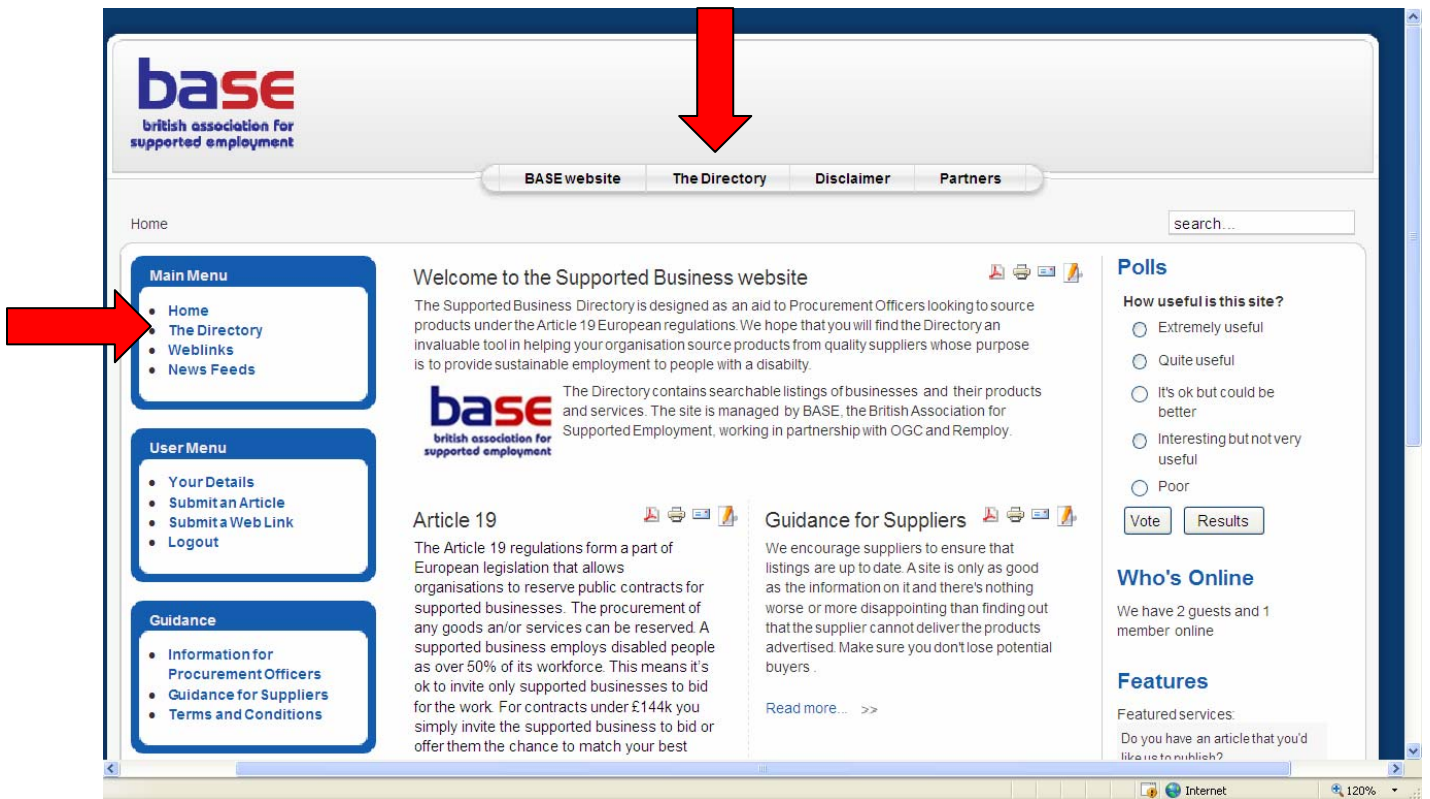 base
british association for
supported employment
BASE website The Directory Disclaimer Partners
Home
search...
Main Menu
Home
The Directory
Weblinks
News Feeds
User Menu
Your Details
Submit an Article
Submit a Web Link
Logout
Guidance
Information for
Procurement Officers
Guidance for Suppliers
Terms and Conditions
Welcome to the Supported Business website
The Supported Business Directory is designed as an aid to Procurement Officers looking to source
products under the Article 19 European regulations. We hope that you will find the Directory an
invaluable tool in helping your organisation source products from quality suppliers whose purpose
is to provide sustainable employment to people with a disabilty.
base
british association for
supported employment
The Directory contains searchable listings of businesses and their products
and services. The site is managed by BASE, the British Association for
Supported Employment, working in partnership with OGC and Remploy.
Article 19
The Article 19 regulations form a part of
European legislation that allows
organisations to reserve public contracts for
supported businesses. The procurement of
any goods an/or services can be reserved. A
supported business employs disabled people
as over 50% of its workforce. This means it's
ok to invite only supported businesses to bid
for the work. For contracts under £144k you
simply invite the supported business to bid or
offer them the chance to match your best
Guidance for Suppliers
We encourage suppliers to ensure that
listings are up to date. A site is only as good
as the information on it and there's nothing
worse or more disappointing than finding out
that the supplier cannot deliver the products
advertised. Make sure you don't lose potential
buyers .
Read more... >>
Polls
How useful is this site?
Extremely useful
Quite useful
It's ok but could be
better
Interesting but not very
useful
Poor
Vote Results
Who's Online
We have 2 guests and 1
member online
Features
Featured services:
Do you have an article that you'd
like us to publish?
Internet 120%